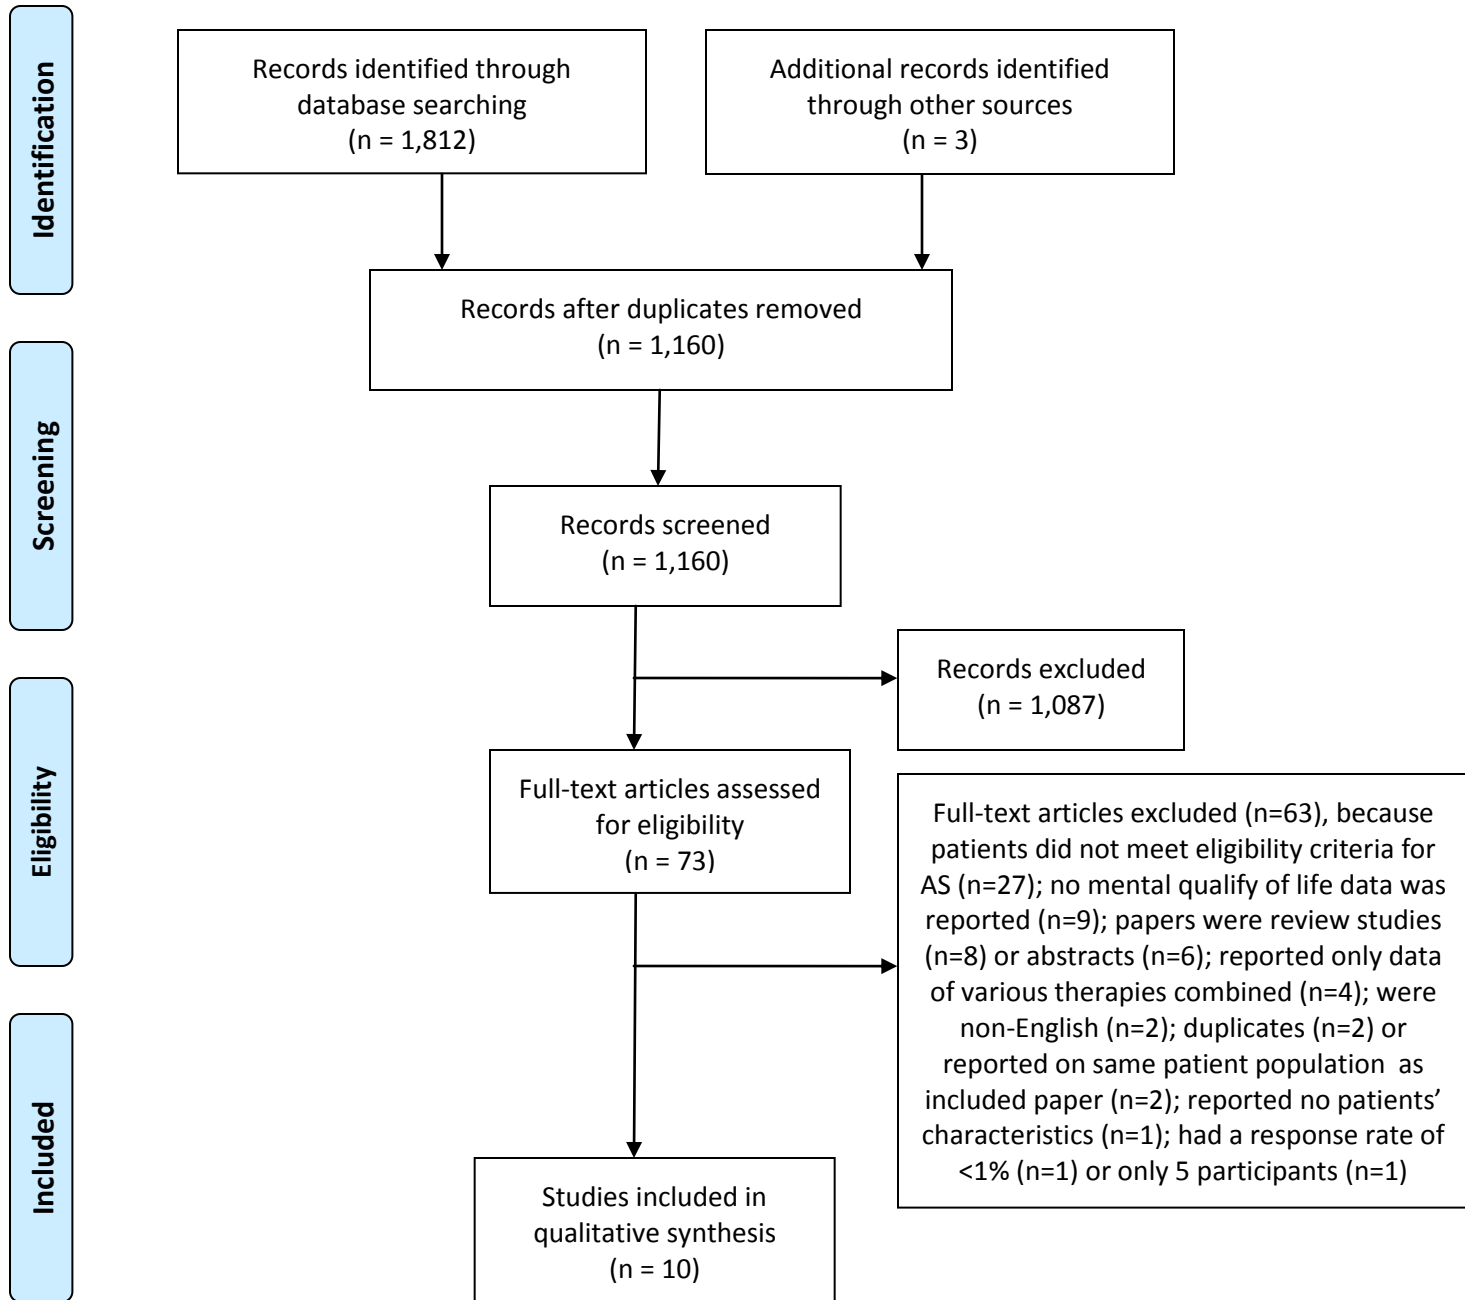 Identification
Records identified through
database searching
(n = 1,812)
Additional records identified
through other sources
(n = 3)
Records after duplicates removed
(n = 1,160)
Screening
Records screened
(n = 1,160)
Records excluded
(n = 1,087)
Eligibility
Full-text articles assessed
for eligibility
(n = 73)
Full-text articles excluded (n=63), because
patients did not meet eligibility criteria for
AS (n=27); no mental qualify of life data was
reported (n=9); papers were review studies
(n=8) or abstracts (n=6); reported only data
of various therapies combined (n=4); were
non-English (n=2); duplicates (n=2) or
reported on same patient population as
included paper (n=2); reported no patients’
characteristics (n=1); had a response rate of
<1% (n=1) or only 5 participants (n=1)
Included
Studies included in
qualitative synthesis
(n = 10)